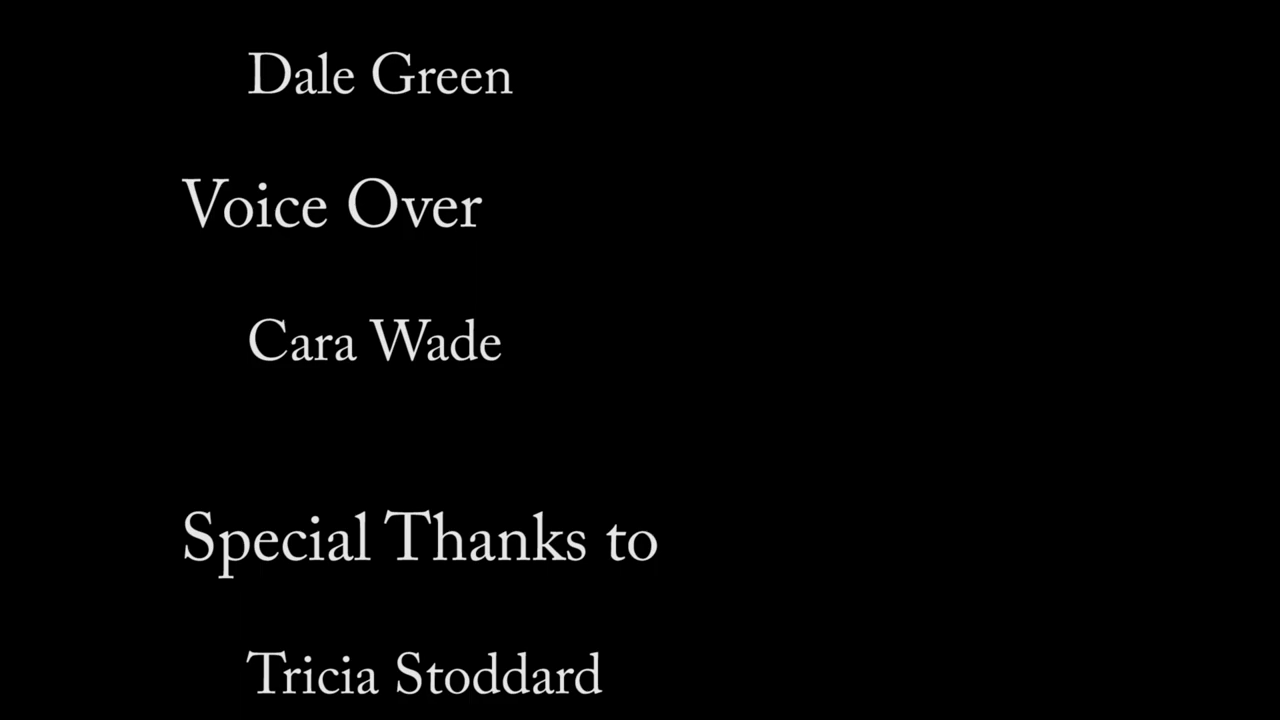 Dale Green
Voice Over
Cara Wade
Special Thanks to
Tricia Stoddard